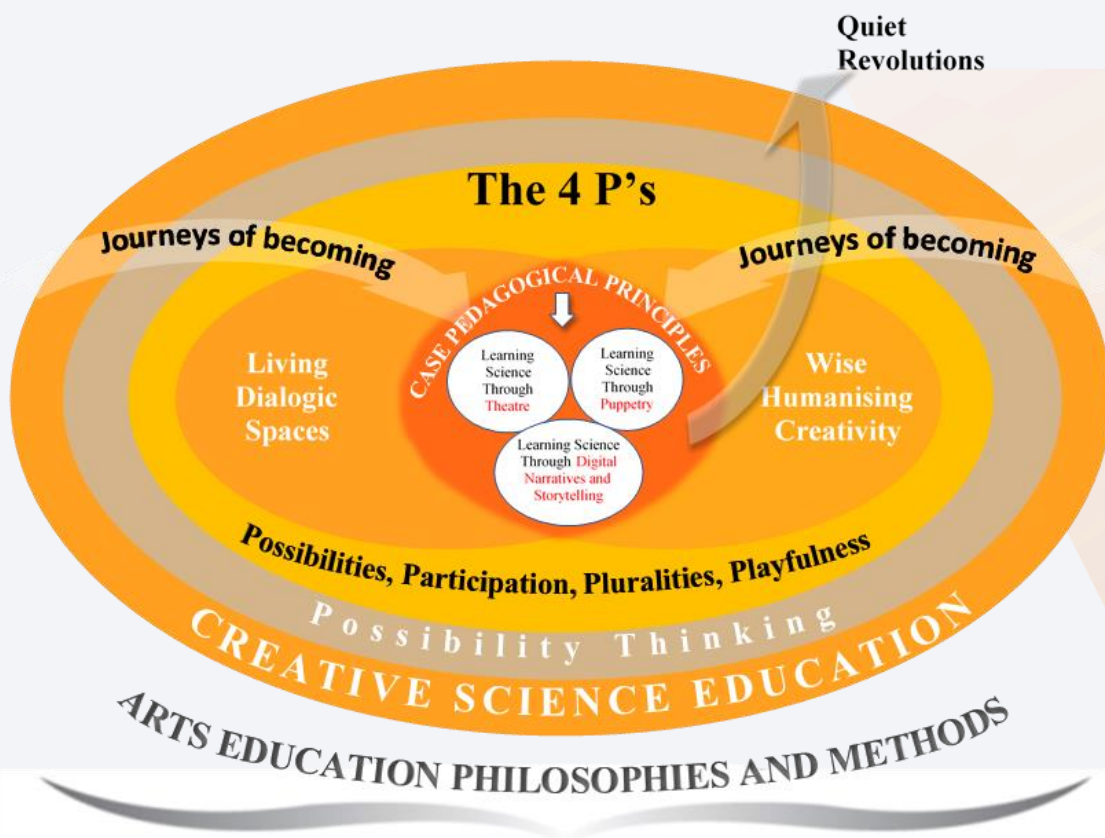 Quiet
Revolutions
The 4 P's
Journeys of becoming
Journeys of becoming
CASE PEDAGOGICAL PRINCIPLES
Learning
Science
Through
Theatre
Learning
Science
Through
Puppetry
Learning Science
Through Digital
Narratives and
Storytelling
Living
Dialogic
Spaces
Wise
Humanising
Creativity
Possibilities, Participation, Pluralities, Playfulness
Possibility Thinking
CREATIVE SCIENCE EDUCATION
ARTS EDUCATION PHILOSOPHIES AND METHODS